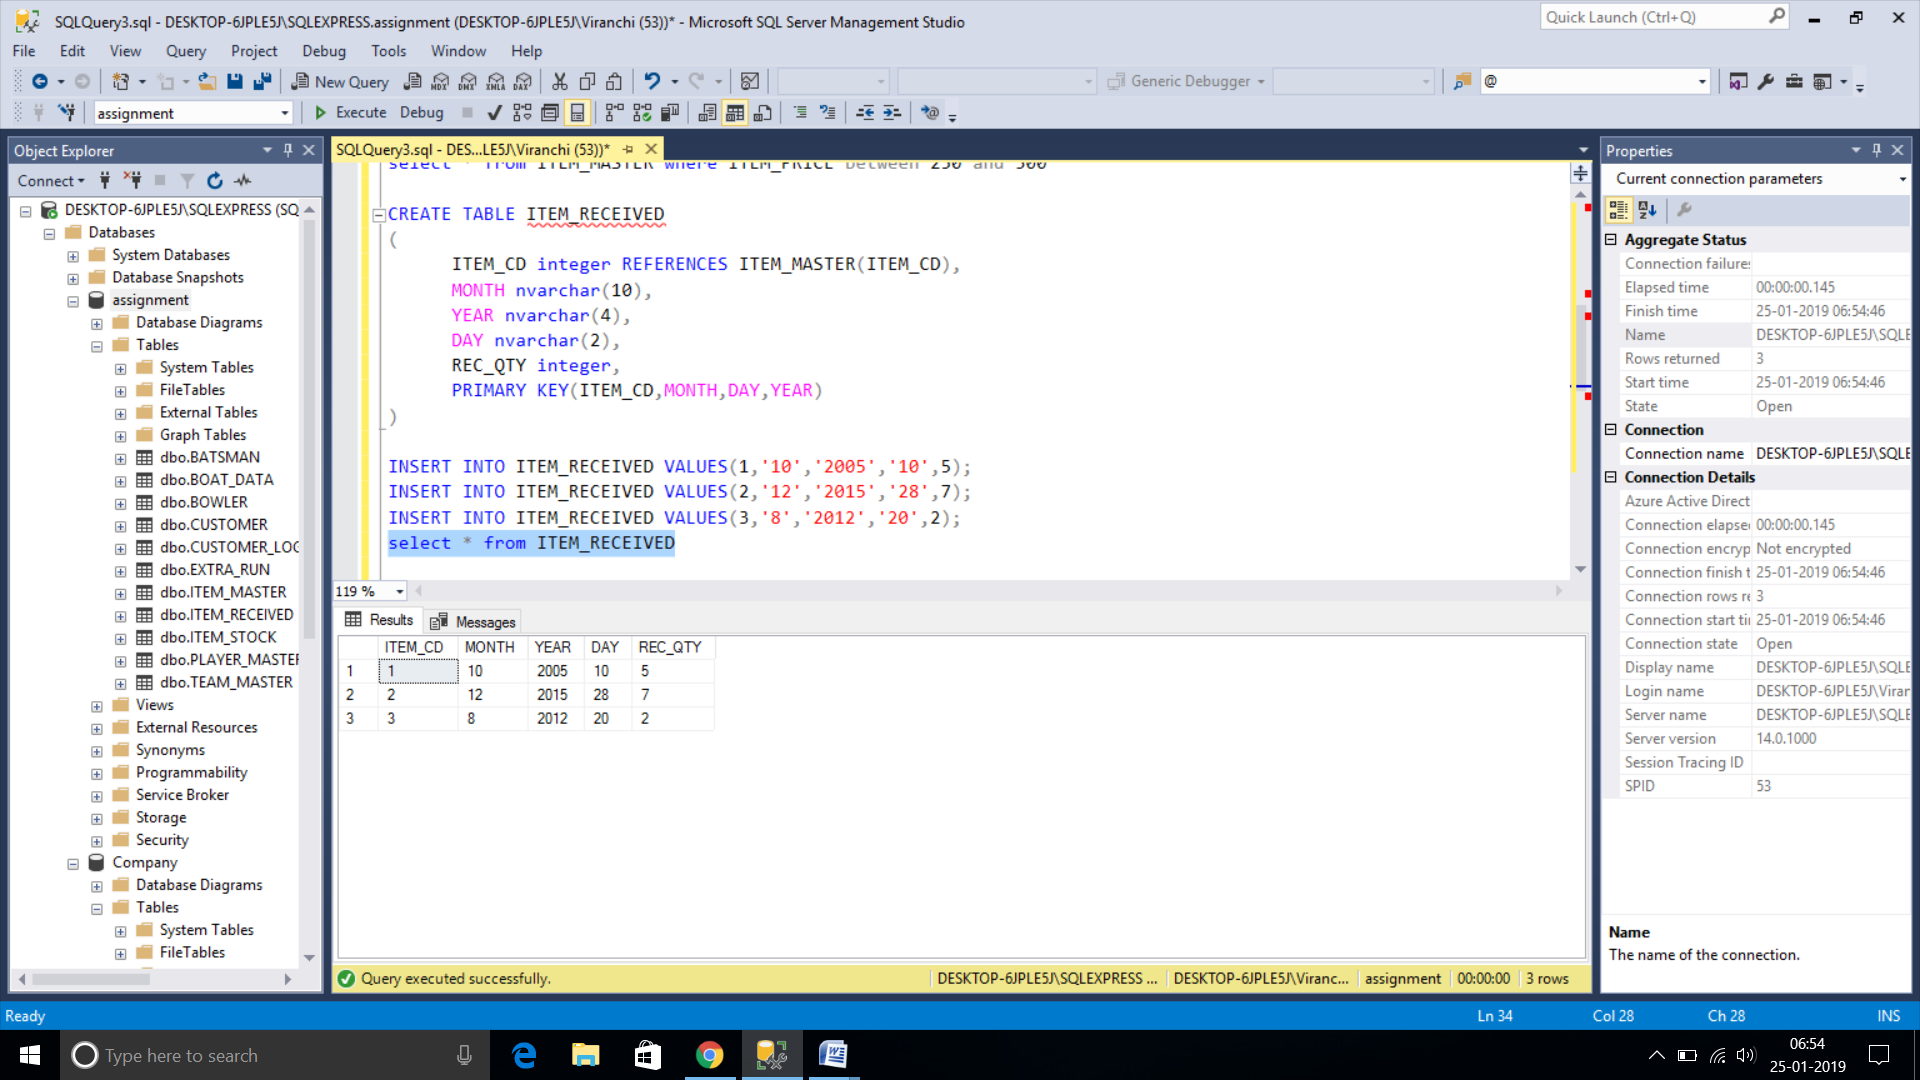 SQLQuery3.sql - DESKTOP-6JPLE5J\SQLEXPRESS.assignment (DESKTOP-6JPLE5J\Viranchi (53))* - Microsoft SQL Server Management Studio
Quick Launch (Ctrl+Q)
File Edit View Query Project Debug Tools Window Help
New Query MDX DMX XMLA DAX Generic Debugger @
assignment Execute Debug
Object Explorer
Connect
DESKTOP-6JPLE5J\SQLEXPRESS (SQ
Databases
System Databases
Database Snapshots
assignment
Database Diagrams
Tables
System Tables
FileTables
External Tables
Graph Tables
dbo.BATSMAN
dbo.BOAT_DATA
dbo.BOWLER
dbo.CUSTOMER
dbo.CUSTOMER_LOC
dbo.EXTRA_RUN
dbo.ITEM_MASTER
dbo.ITEM_RECEIVED
dbo.ITEM_STOCK
dbo.PLAYER_MASTER
dbo.TEAM_MASTER
Views
External Resources
Synonyms
Programmability
Service Broker
Storage
Security
Company
Database Diagrams
Tables
System Tables
FileTables
SQLQuery3.sql - DES...LE5J\Viranchi (53))*
select * from ITEM_MASTER where ITEM_PRICE between 250 and 500
CREATE TABLE ITEM_RECEIVED
(
ITEM_CD integer REFERENCES ITEM_MASTER(ITEM_CD),
MONTH nvarchar(10),
YEAR nvarchar(4),
DAY nvarchar(2),
REC_QTY integer,
PRIMARY KEY(ITEM_CD,MONTH,DAY,YEAR)
)
INSERT INTO ITEM_RECEIVED VALUES(1,'10','2005','10',5);
INSERT INTO ITEM_RECEIVED VALUES(2,'12','2015','28',7);
INSERT INTO ITEM_RECEIVED VALUES(3,'8','2012','20',2);
select * from ITEM_RECEIVED
119 %
Results Messages
ITEM_CD MONTH YEAR DAY REC_QTY
1 1 10 2005 10 5
2 2 12 2015 28 7
3 3 8 2012 20 2
Query executed successfully. DESKTOP-6JPLE5J\SQLEXPRESS ... DESKTOP-6JPLE5J\Viranc... assignment 00:00:00 3 rows
Properties
Current connection parameters
Aggregate Status
Connection failures
Elapsed time 00:00:00.145
Finish time 25-01-2019 06:54:46
Name DESKTOP-6JPLE5J\SQLE
Rows returned 3
Start time 25-01-2019 06:54:46
State Open
Connection
Connection name DESKTOP-6JPLE5J\SQLE
Connection Details
Azure Active Direct
Connection elapse 00:00:00.145
Connection encryp Not encrypted
Connection finish t 25-01-2019 06:54:46
Connection rows re 3
Connection start ti 25-01-2019 06:54:46
Connection state Open
Display name DESKTOP-6JPLE5J\SQLE
Login name DESKTOP-6JPLE5J\Viran
Server name DESKTOP-6JPLE5J\SQLE
Server version 14.0.1000
Session Tracing ID
SPID 53
Name
The name of the connection.
Ready Ln 34 Col 28 Ch 28 INS
Type here to search
06:54
25-01-2019